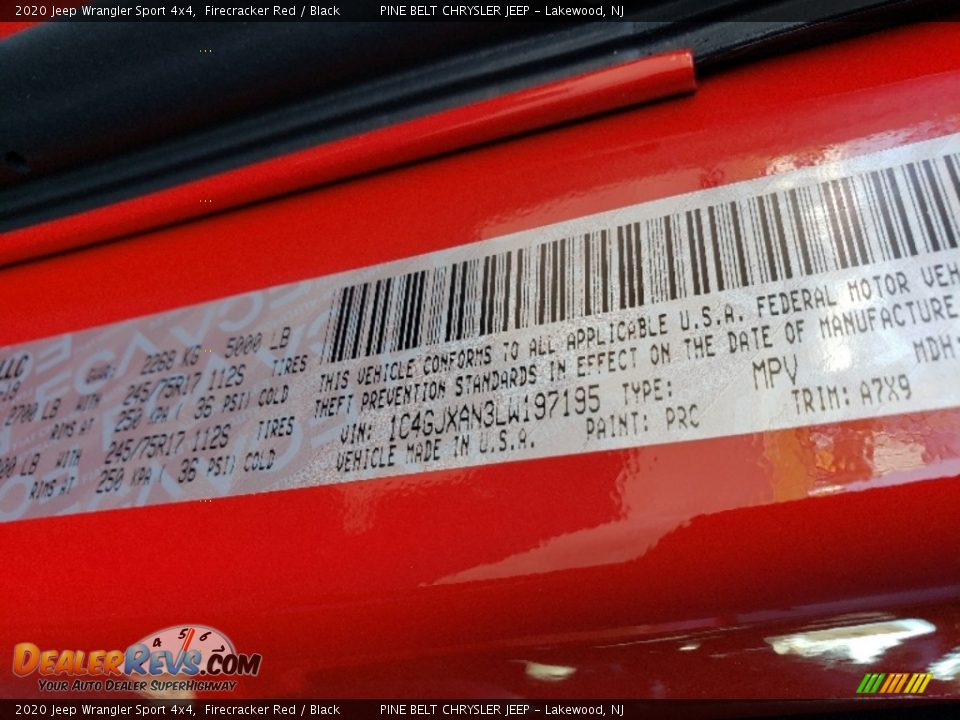 2020 Jeep Wrangler Sport 4x4, Firecracker Red / Black PINE BELT CHRYSLER JEEP - Lakewood, NJ
LLC
2268 KG 5000 LB
2700 LB WITH 245/75R17 112S TIRES
RIMS AT 250 KPA ( 36 PSI) COLD
LB WITH 245/75R17 112S TIRES
RIMS AT 250 KPA ( 36 PSI) COLD
THIS VEHICLE CONFORMS TO ALL APPLICABLE U.S.A. FEDERAL MOTOR VEH
THEFT PREVENTION STANDARDS IN EFFECT ON THE DATE OF MANUFACTURE
VIN: 1C4GJXAN3LW197195 TYPE: MPV MDH:
VEHICLE MADE IN U.S.A. PAINT: PRC TRIM: A7X9
4 5 6
DEALERREVS.COM
YOUR AUTO DEALER SUPERHIGHWAY
2020 Jeep Wrangler Sport 4x4, Firecracker Red / Black PINE BELT CHRYSLER JEEP - Lakewood, NJ